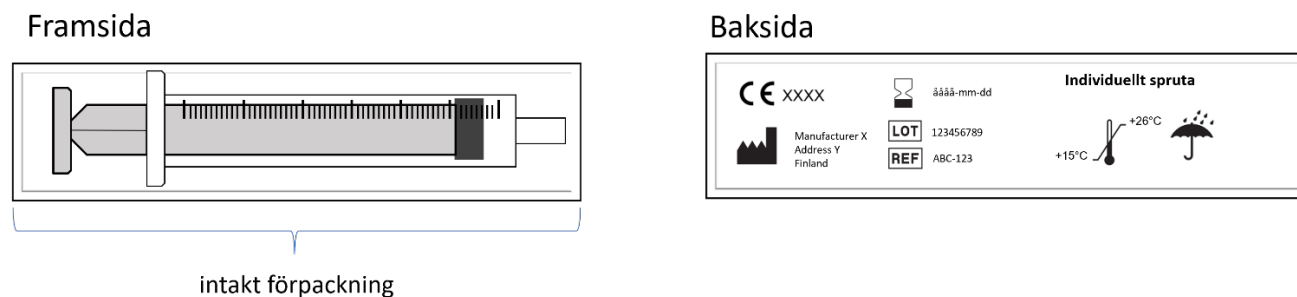 Framsida
intakt förpackning
Baksida
CE XXXX
Manufacturer X
Address Y
Finland
åååå-mm-dd
LOT 123456789
REF ABC-123
Individuellt spruta
+26°C
+15°C